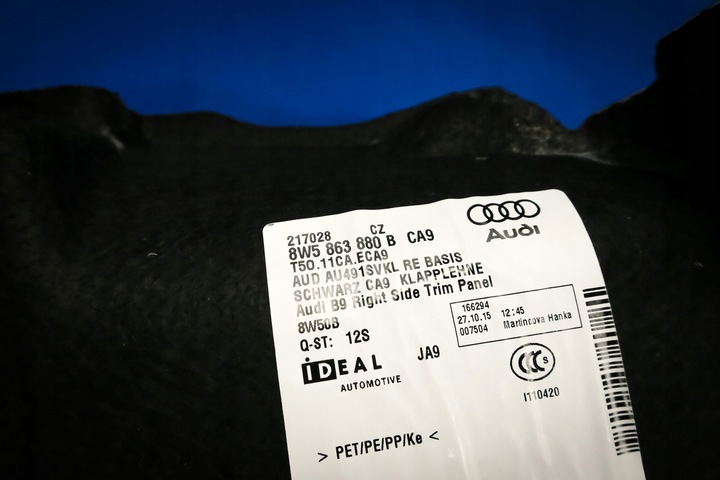 217028 CZ
8W5 863 880 B CA9
T50.11CA.ECA9
AUD AU491SVKL RE BASIS
SCHWARZ CA9 KLAPPLEHNE
Audi B9 Right Side Trim Panel
8W50B
Q-ST: 12S
Audi
166294
27.10.15 12:45
007504 Martincova Hanka
iDEAL
AUTOMOTIVE
JA9
CCC S
I110420
> PET/PE/PP/Ke <